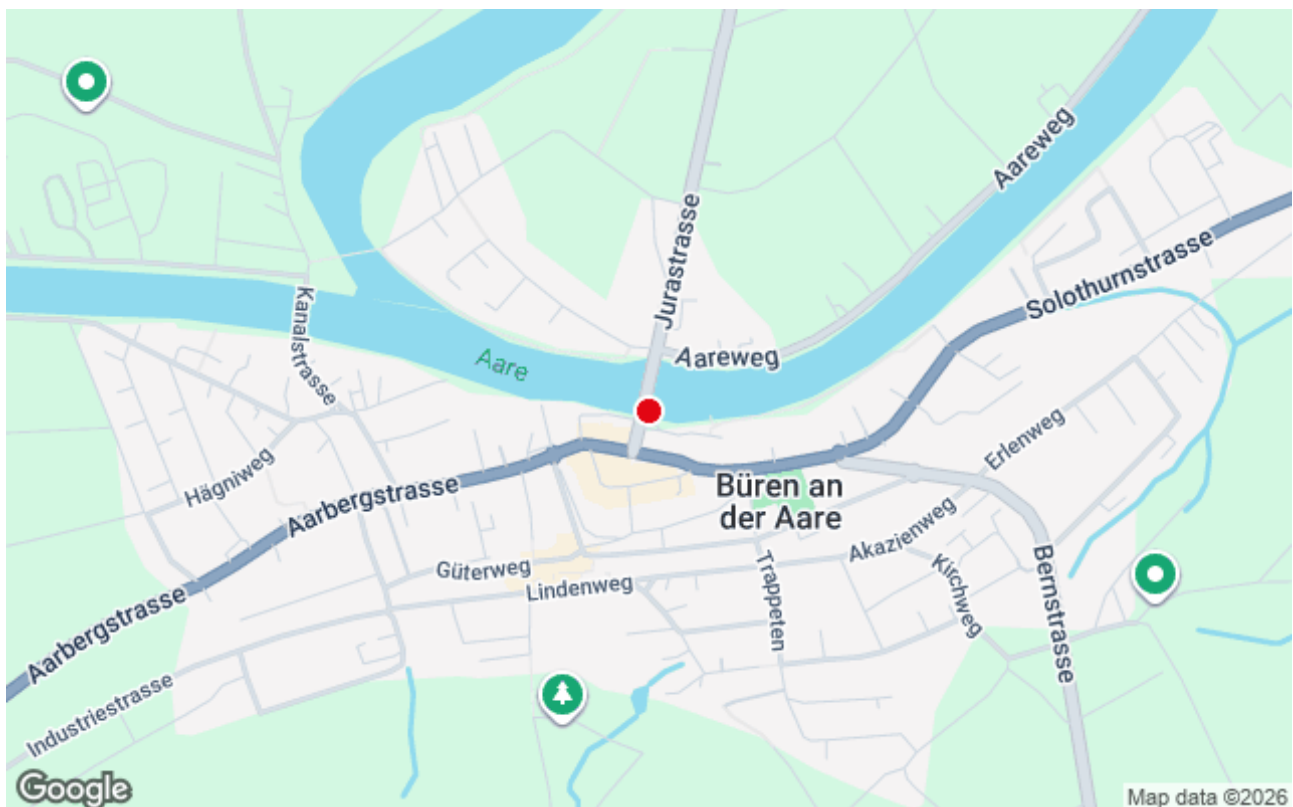 Aareweg
Jurastrasse
Solothurnstrasse
Kanalstrasse
Aareweg
Aare
Erlenweg
Hägniweg
Aarbergstrasse
Büren an
der Aare
Akazienweg
Güterweg
Lindenweg
Trappeten
Kirchweg
Bernstrasse
Aarbergstrasse
Industriestrasse
Google
Map data ©2026